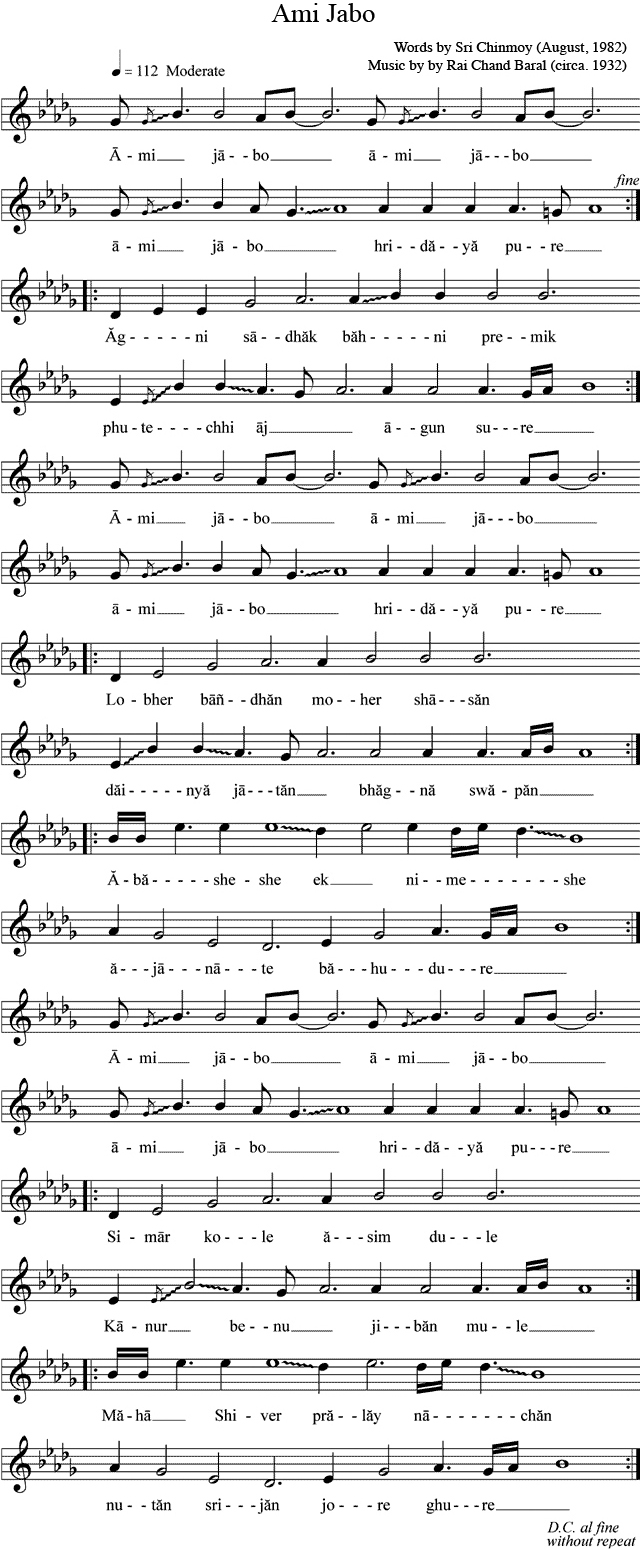 Ami Jabo
Words by Sri Chinmoy (August, 1982)
= 112 Moderate
Music by by Rai Chand Baral (circa. 1932)
Ā - mi jā - - bo ā - mi jā - - - bo
fine
ā - mi jā - - bo hri - - dă - - yă pu - - re
Ăg - - - - - ni sā - - dhăk băh - - - - ni pre - mik
phu - te - - - - chhi āj ā - - gun su - - re
Ā - mi jā - - bo ā - mi jā - - bo
ā - mi jā - - bo hri - - dă - - yă pu - - re
Lo - bher bāñ - dhăn mo - - her shā - - - săn
dăi - - - - - nyă jā - - - tăn bhăg - - nă swă - păn
Ă - bă - - - - - she - she ek ni - me - - - - - she
ă - - - jā - - nā - - te bă - - - hu - - du - - - re
Ā - mi jā - - bo ā - mi jā - - bo
ā - mi jā - - bo hri - - dă - - yă pu - - - re
Si - mār ko - - - le ă - - - sim du - - - le
Kā - nur be - - nu ji - - băn mu - le
Mă - hā Shi - ver pră - lăy nā - - - - - chăn
nu - - tăn sri - - jăn jo - - - re ghu - - re
D.C. al fine
without repeat